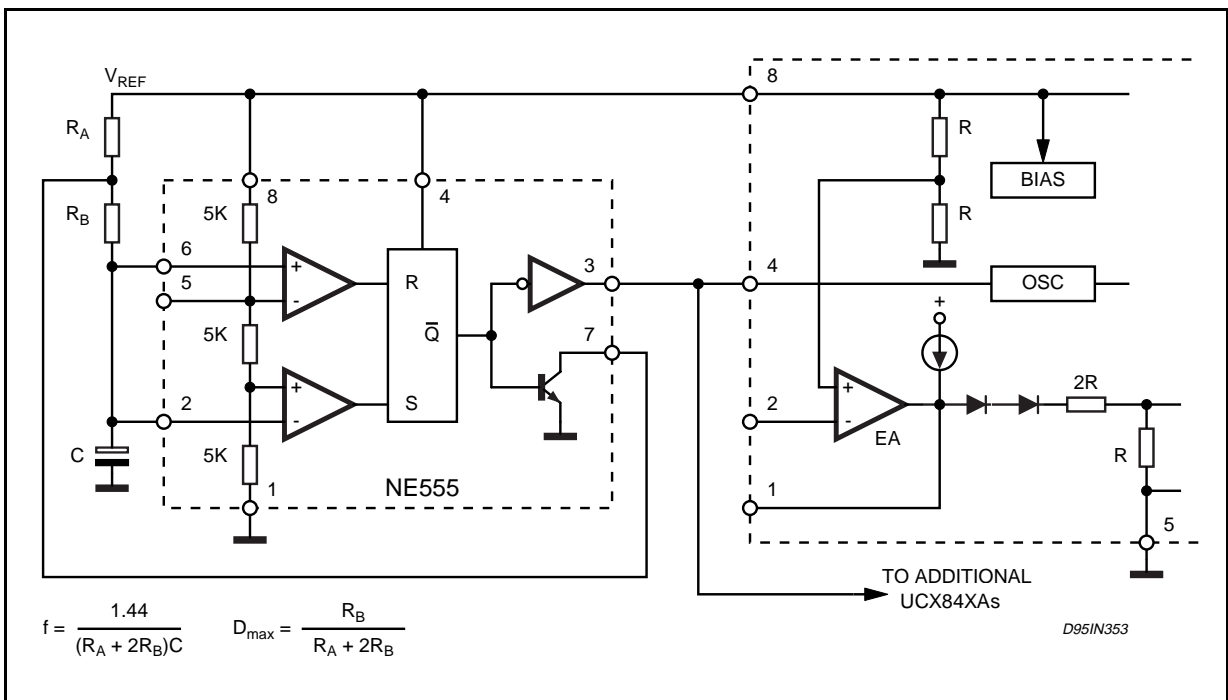 V_REF
8
R_A
R
8
4
BIAS
R_B
5K
R
6
3
4
5
+
R
OSC
-
5K
Q̅
7
+
+
2R
2
S
2
+
-
-
EA
C
5K
R
1
NE555
1
5
TO ADDITIONAL
UCX84XAs
f = 1.44 / (R_A + 2R_B)C
D_max = R_B / R_A + 2R_B
D95IN353